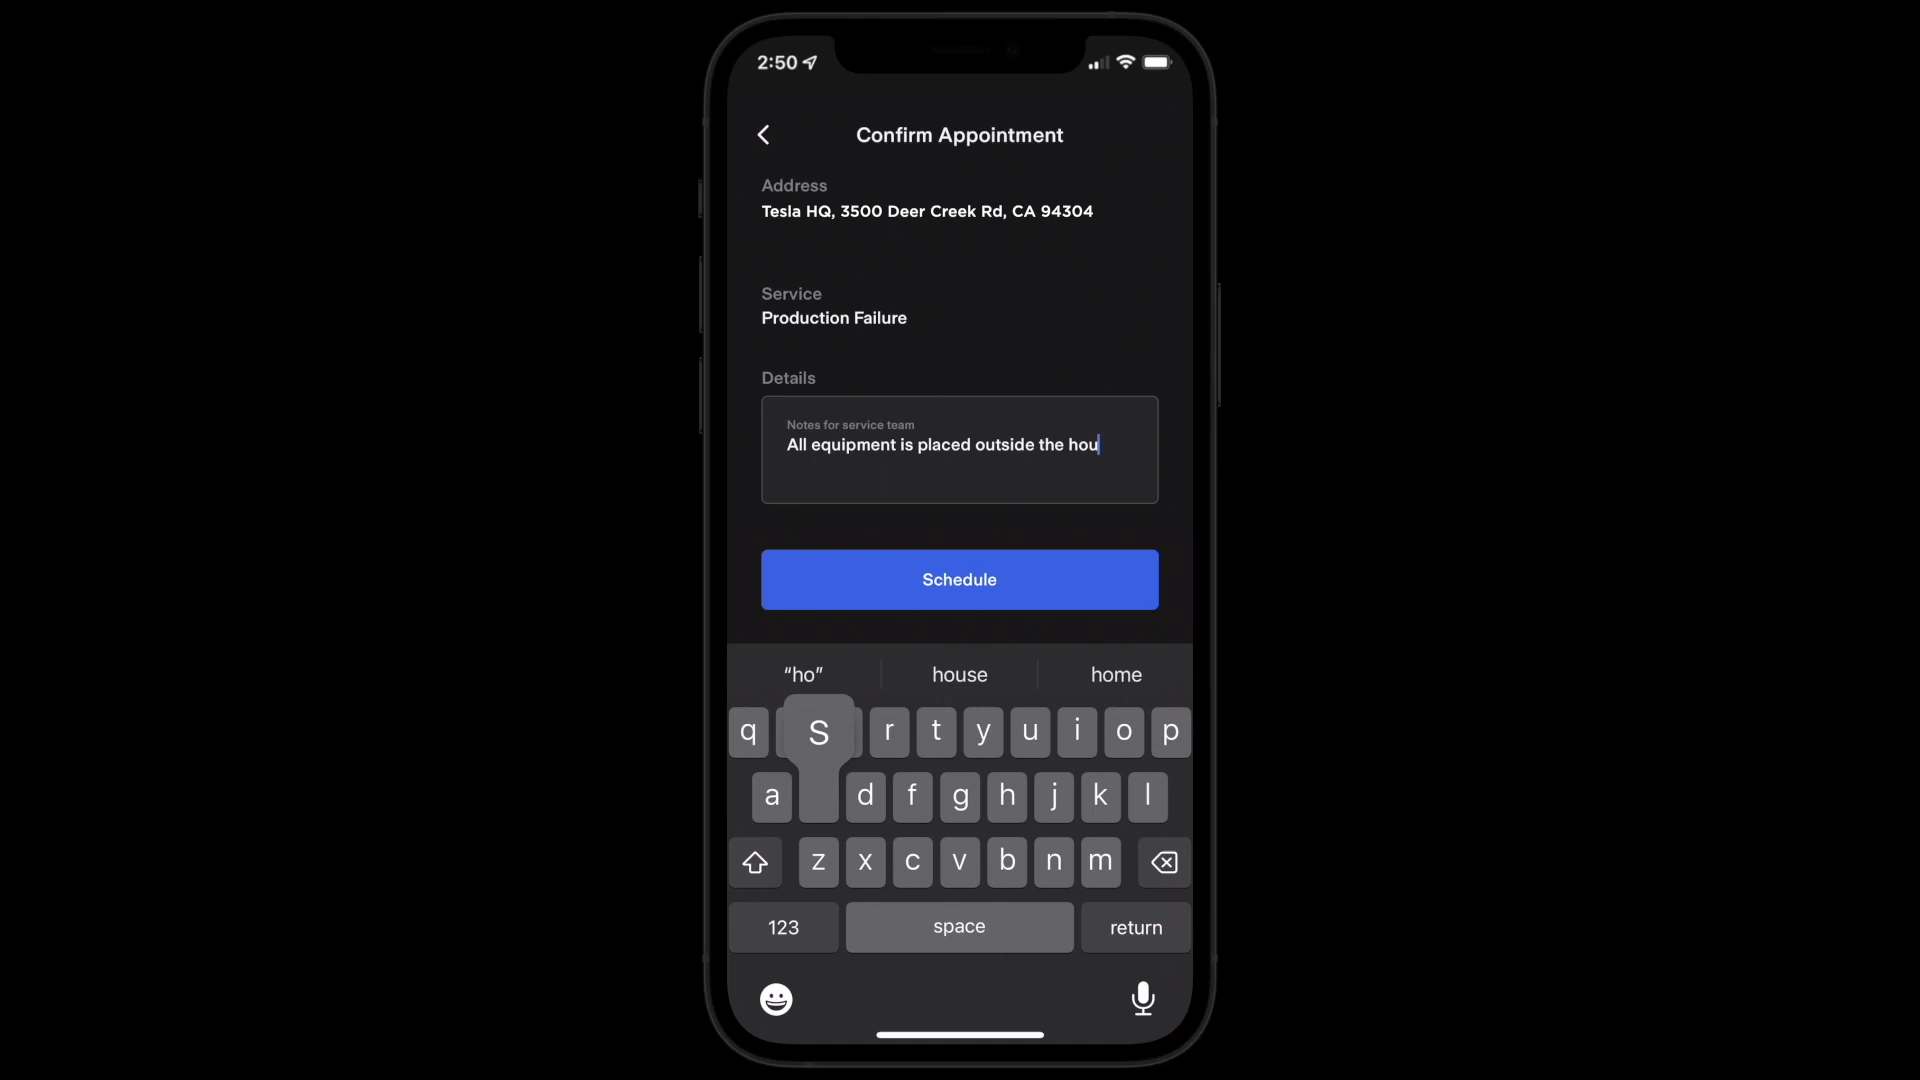 2:50
Confirm Appointment
Address
Tesla HQ, 3500 Deer Creek Rd, CA 94304
Service
Production Failure
Details
Notes for service team
All equipment is placed outside the hou
Schedule
“ho” house home
q S r t y u i o p
a d f g h j k l
z x c v b n m
123 space return